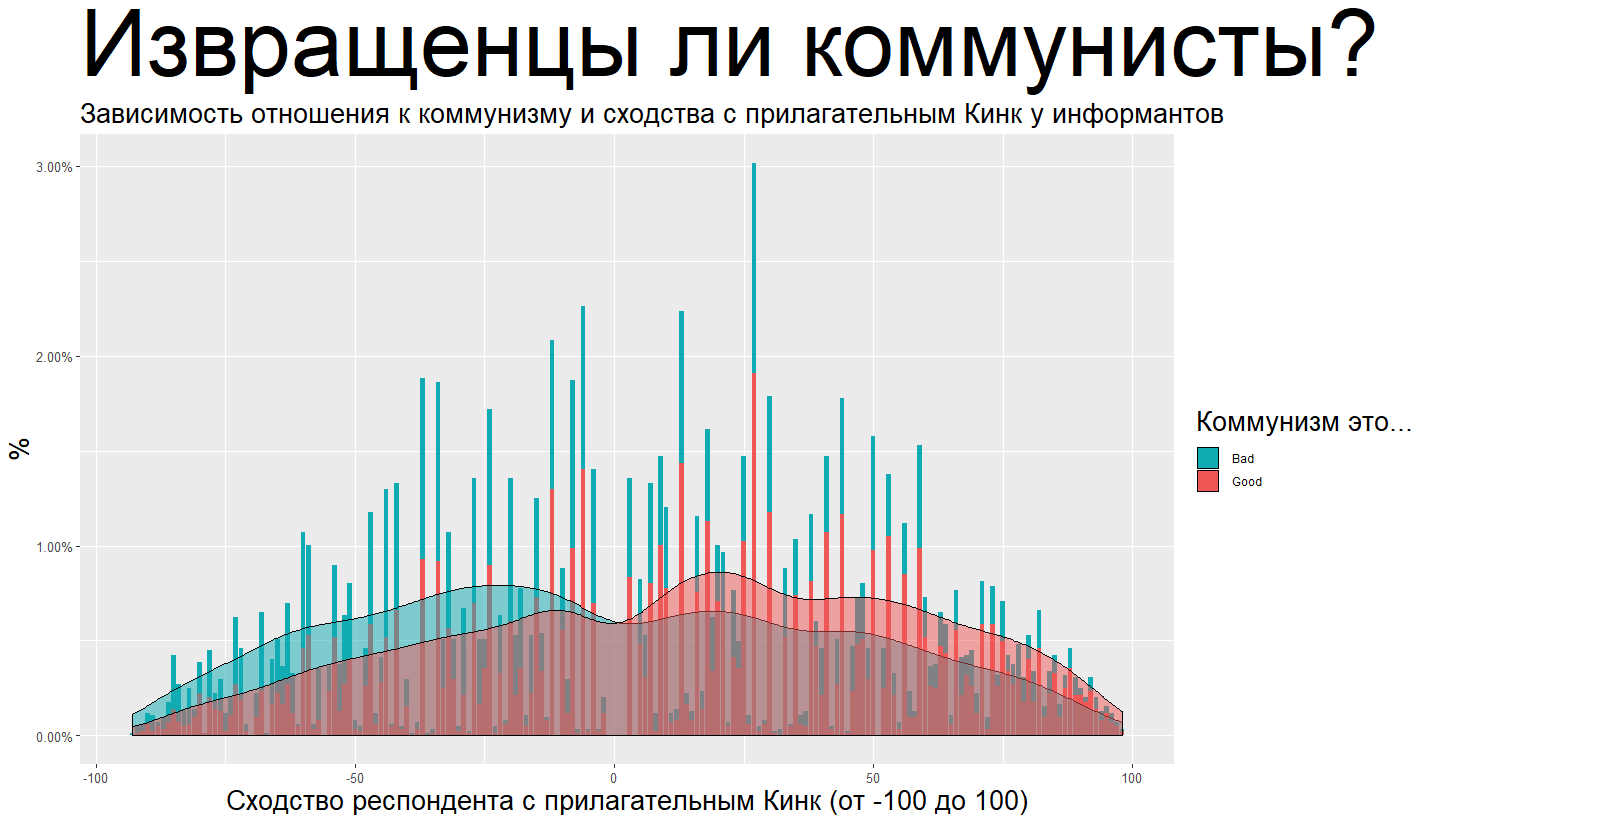 Извращенцы ли коммунисты?
Зависимость отношения к коммунизму и сходства с прилагательным Кинк у информантов
3.00%
2.00%
1.00%
0.00%
%
-100
-50
0
50
100
Сходство респондента с прилагательным Кинк (от -100 до 100)
Коммунизм это...
Bad
Good